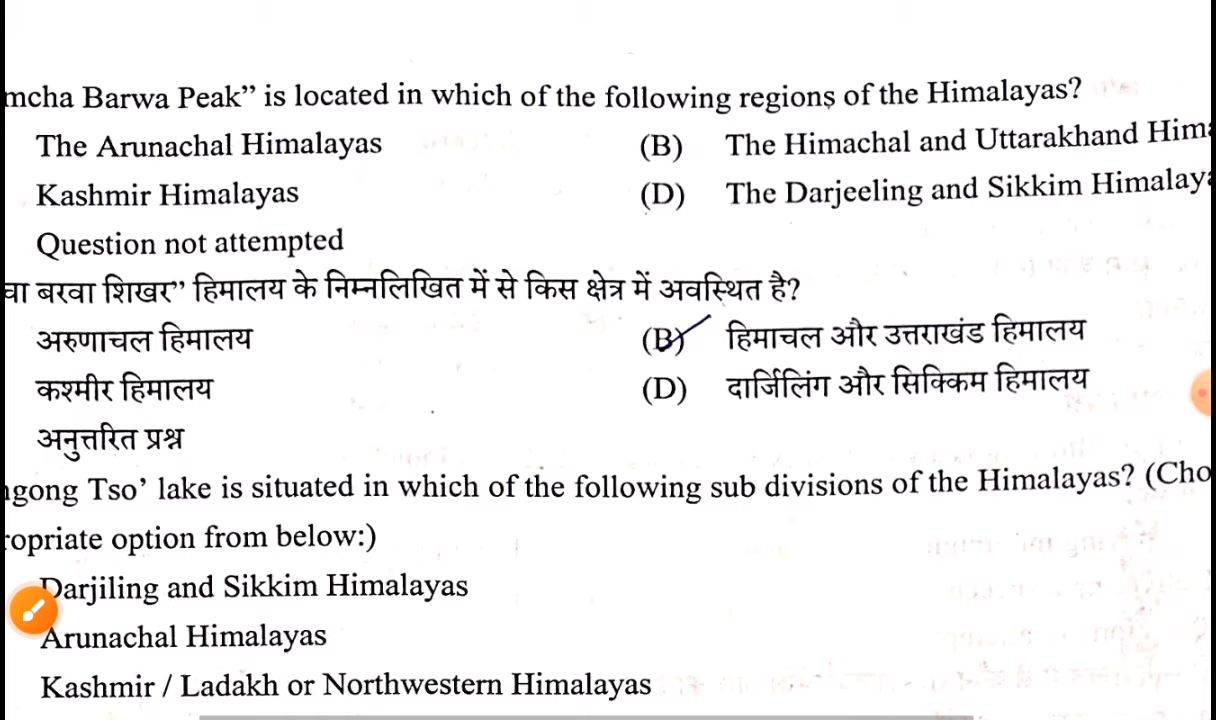 mcha Barwa Peak” is located in which of the following regions of the Himalayas?
The Arunachal Himalayas (B) The Himachal and Uttarakhand Hima
Kashmir Himalayas (D) The Darjeeling and Sikkim Himalaya
Question not attempted
वा बरवा शिखर” हिमालय के निम्नलिखित में से किस क्षेत्र में अवस्थित है?
अरुणाचल हिमालय (B) हिमाचल और उत्तराखंड हिमालय
कश्मीर हिमालय (D) दार्जिलिंग और सिक्किम हिमालय
अनुत्तरित प्रश्न
ngong Tso’ lake is situated in which of the following sub divisions of the Himalayas? (Cho
ropriate option from below:)
Darjiling and Sikkim Himalayas
Arunachal Himalayas
Kashmir / Ladakh or Northwestern Himalayas